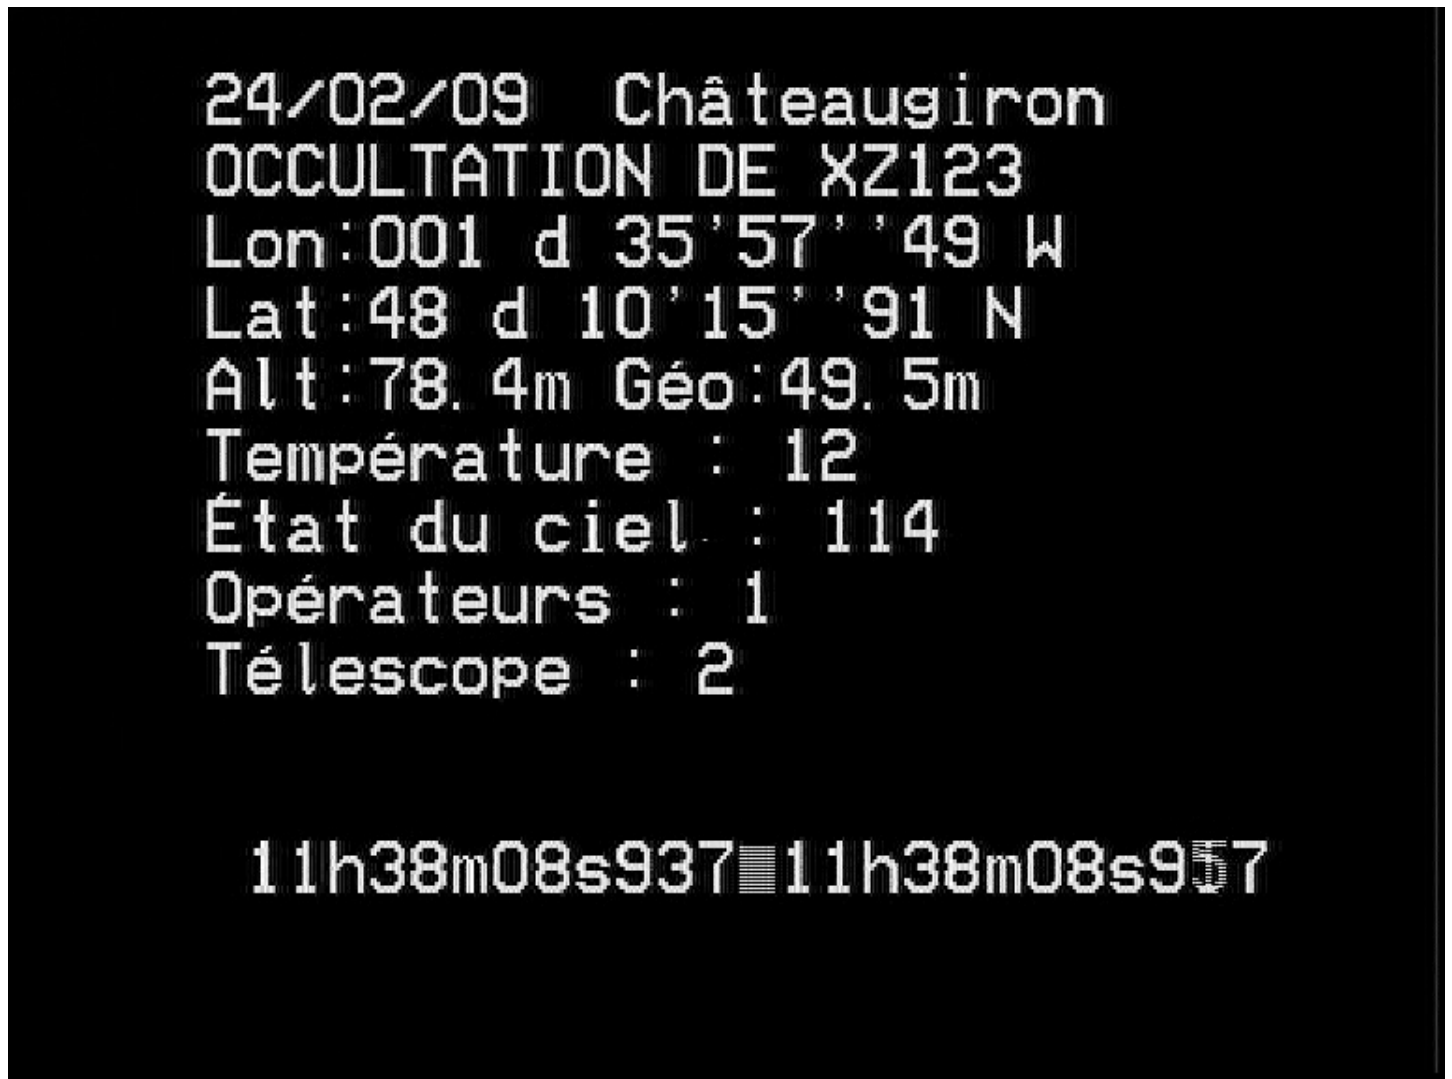 24/02/09 Châteaugiron
OCCULTATION DE XZ123
Lon:001 d 35'57''49 W
Lat:48 d 10'15''91 N
Alt:78.4m Géo:49.5m
Température : 12
État du ciel : 114
Opérateurs : 1
Télescope : 2
11h38m08s937 11h38m08s957